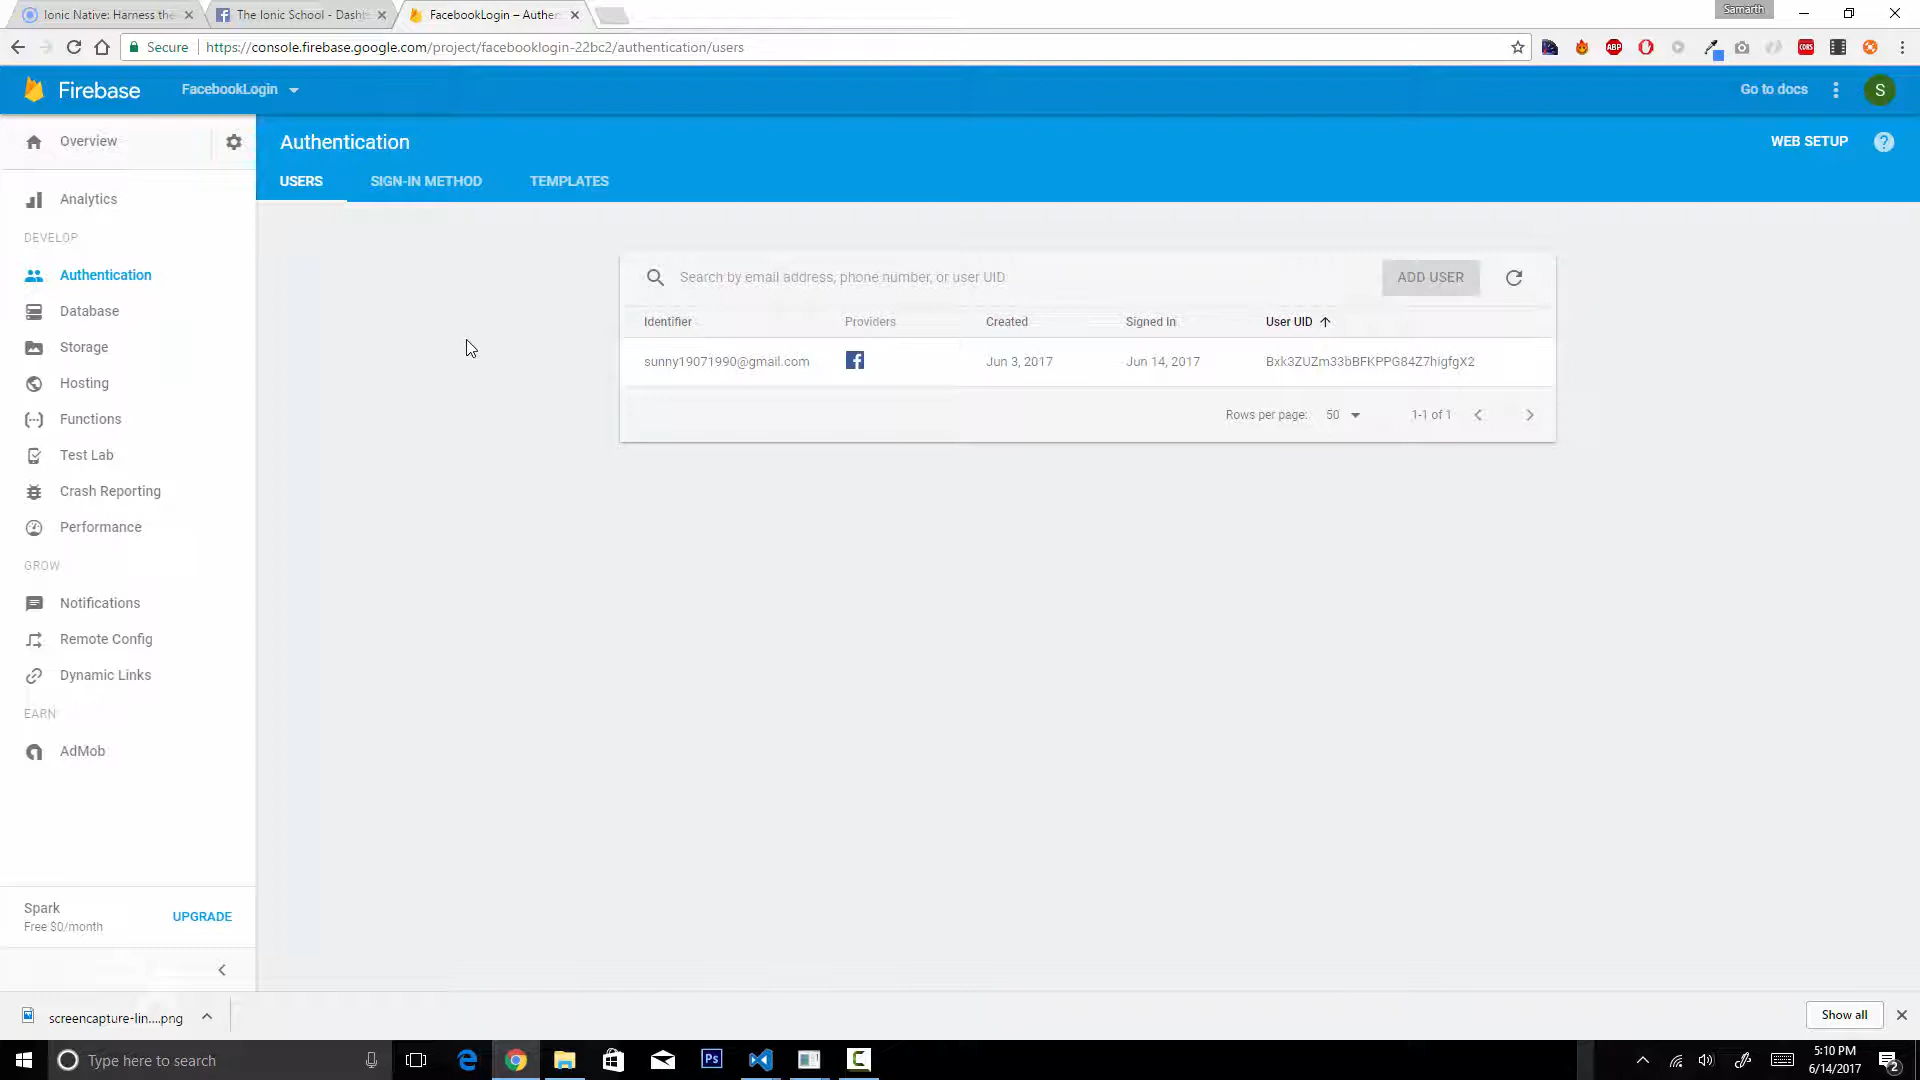 Ionic Native: Harness the
The Ionic School - Dashb
FacebookLogin – Authen
Samarth
Secure
https://console.firebase.google.com/project/facebooklogin-22bc2/authentication/users
ABP
CORS
Firebase
FacebookLogin
Go to docs
S
Overview
Authentication
WEB SETUP
?
USERS
SIGN-IN METHOD
TEMPLATES
Analytics
DEVELOP
Authentication
Database
Storage
Hosting
Functions
Test Lab
Crash Reporting
Performance
GROW
Notifications
Remote Config
Dynamic Links
EARN
AdMob
Search by email address, phone number, or user UID
ADD USER
Identifier
Providers
Created
Signed In
User UID
sunny19071990@gmail.com
Jun 3, 2017
Jun 14, 2017
Bxk3ZUZm33bBFKPPG84Z7higfgX2
Rows per page:
50
1-1 of 1
Spark
Free $0/month
UPGRADE
screencapture-lin....png
Show all
Type here to search
Ps
5:10 PM
6/14/2017
2